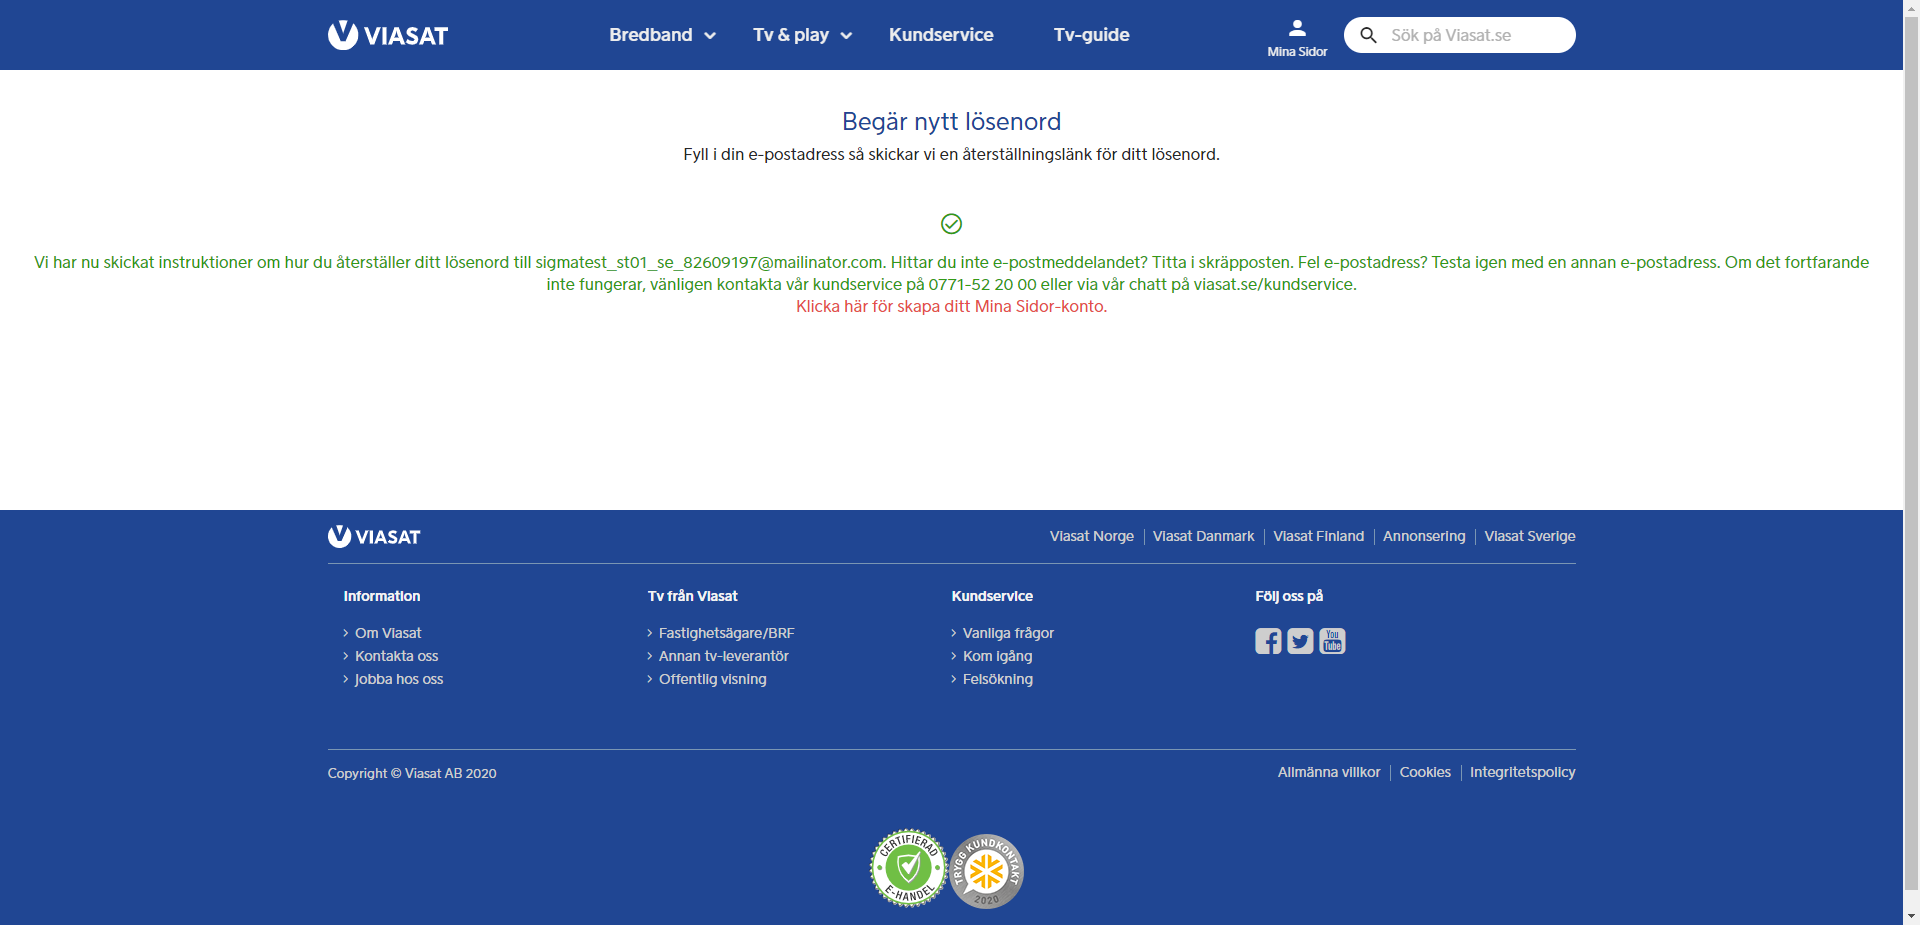 VIASAT
Bredband
Tv & play
Kundservice
Tv-guide
Mina Sidor
Sök på Viasat.se
Begär nytt lösenord
Fyll i din e-postadress så skickar vi en återställningslänk för ditt lösenord.
Vi har nu skickat instruktioner om hur du återställer ditt lösenord till sigmatest_st01_se_82609197@mailinator.com. Hittar du inte e-postmeddelandet? Titta i skräpposten. Fel e-postadress? Testa igen med en annan e-postadress. Om det fortfarande
inte fungerar, vänligen kontakta vår kundservice på 0771-52 20 00 eller via vår chatt på viasat.se/kundservice.
Klicka här för skapa ditt Mina Sidor-konto.
VIASAT
Viasat Norge
Viasat Danmark
Viasat Finland
Annonsering
Viasat Sverige
Information
Om Viasat
Kontakta oss
Jobba hos oss
Tv från Viasat
Fastighetsägare/BRF
Annan tv-leverantör
Offentlig visning
Kundservice
Vanliga frågor
Kom igång
Felsökning
Följ oss på
You
Tube
Copyright © Viasat AB 2020
Allmänna villkor
Cookies
Integritetspolicy
CERTIFIERAD
E-HANDEL
TRYGG KUNDKONTAKT
2020